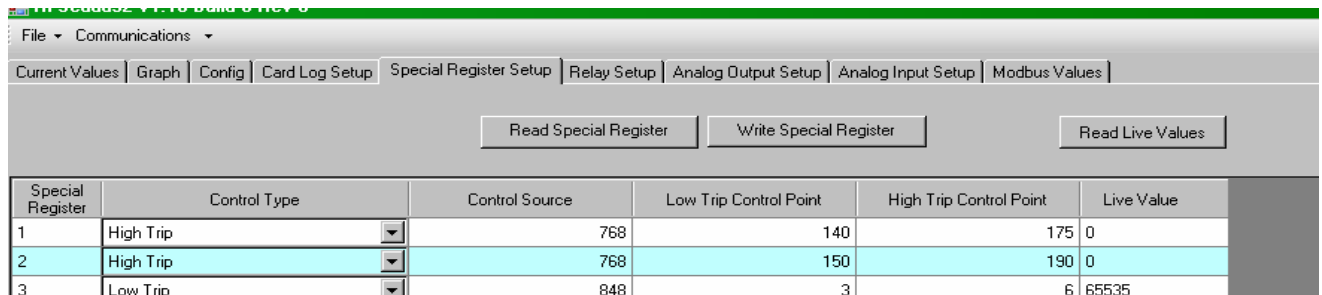 File Communications
Current Values Graph Config Card Log Setup Special Register Setup Relay Setup Analog Output Setup Analog Input Setup Modbus Values
Read Special Register Write Special Register Read Live Values
Special Register Control Type Control Source Low Trip Control Point High Trip Control Point Live Value
1 High Trip 768 140 175 0
2 High Trip 768 150 190 0
3 Low Trip 848 3 6 65535